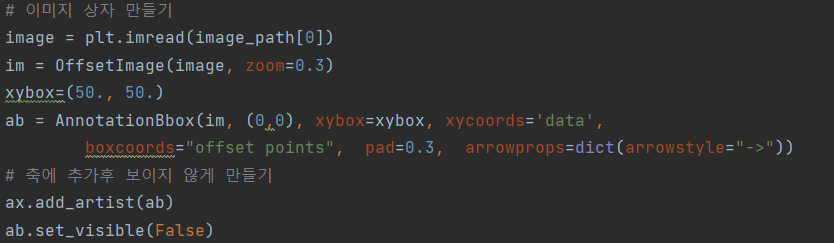 # 이미지 상자 만들기
image = plt.imread(image_path[0])
im = OffsetImage(image, zoom=0.3)
xybox=(50., 50.)
ab = AnnotationBbox(im, (0,0), xybox=xybox, xycoords='data',
boxcoords="offset points",  pad=0.3,  arrowprops=dict(arrowstyle="->"))
# 축에 추가후 보이지 않게 만들기
ax.add_artist(ab)
ab.set_visible(False)